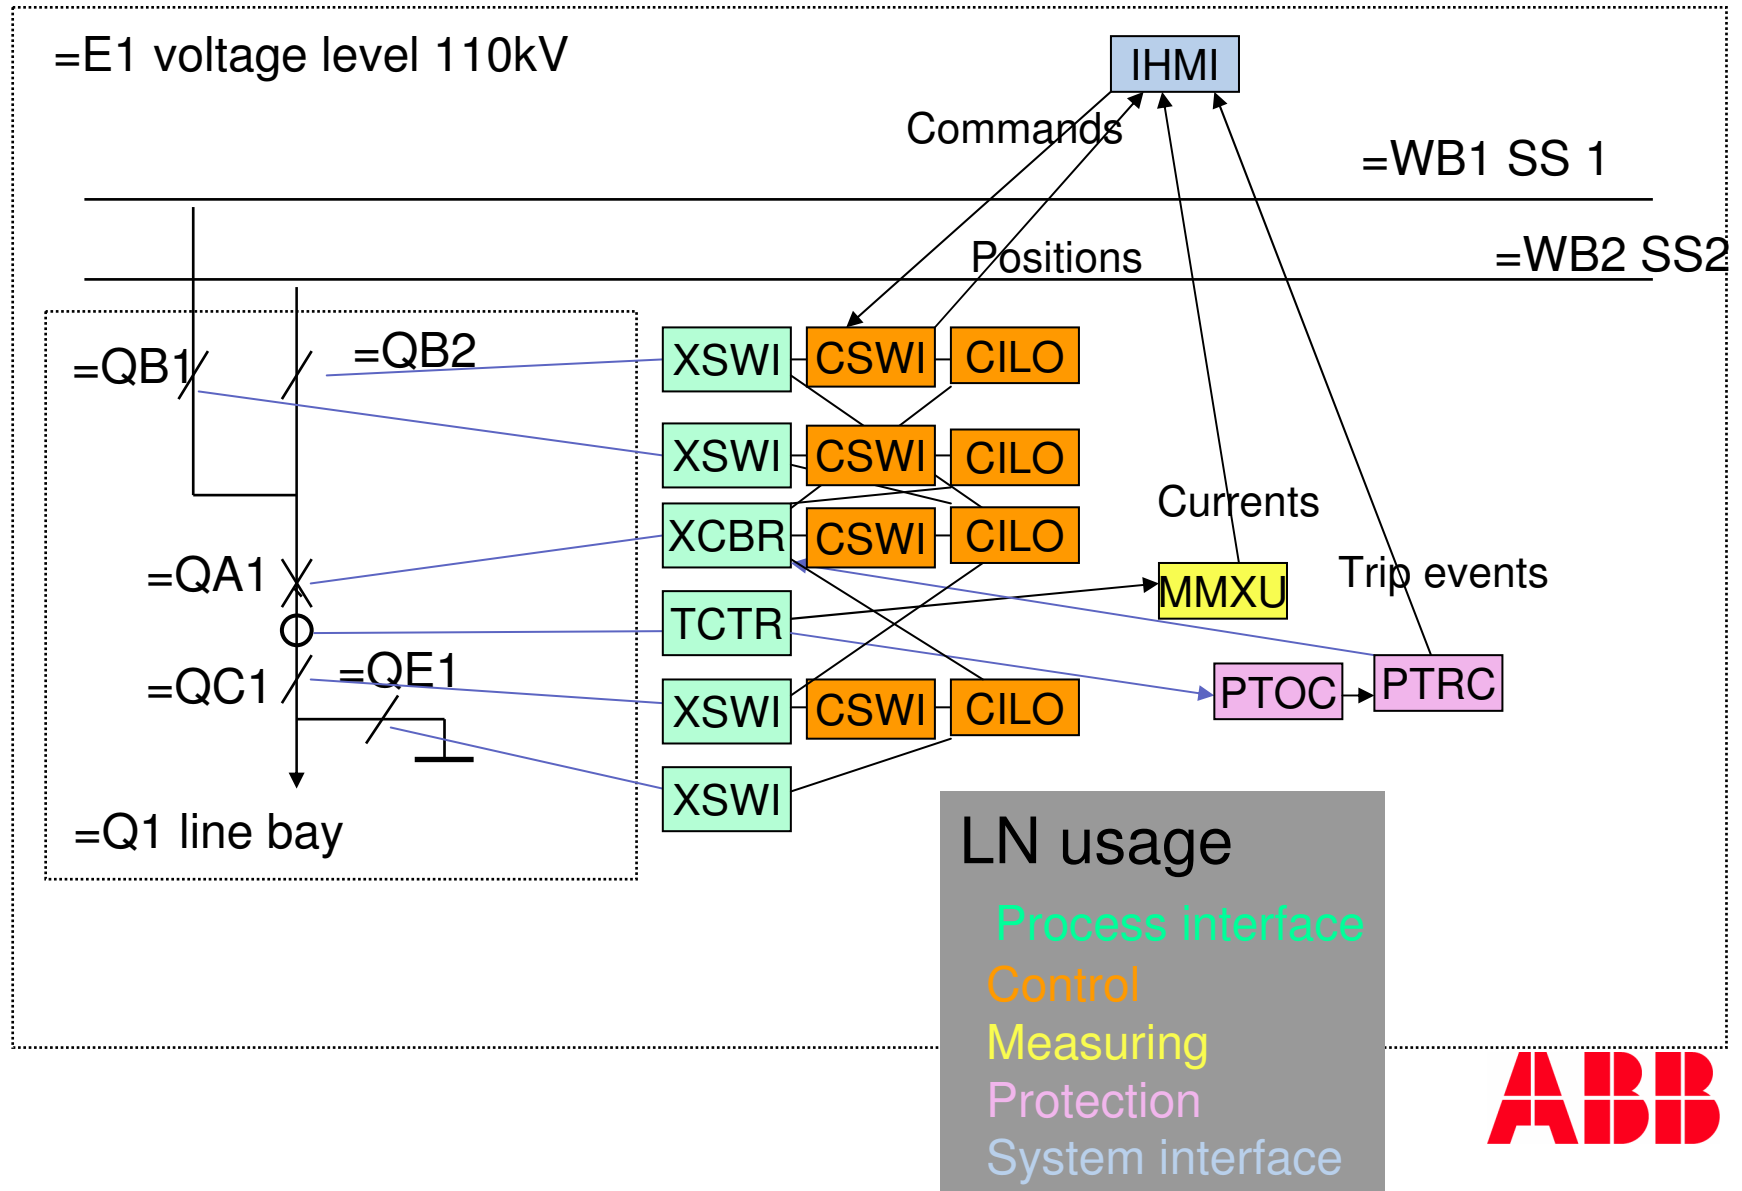 =E1 voltage level 110kV
IHMI
Commands
=WB1 SS 1
Positions
=WB2 SS2
=QB1
=QB2
XSWI
CSWI
CILO
XSWI
CSWI
CILO
Currents
XCBR
CSWI
CILO
=QA1
Trip events
MMXU
TCTR
=QC1
=QE1
PTOC
PTRC
XSWI
CSWI
CILO
XSWI
=Q1 line bay
LN usage
Process interface
Control
Measuring
Protection
System interface
ABB